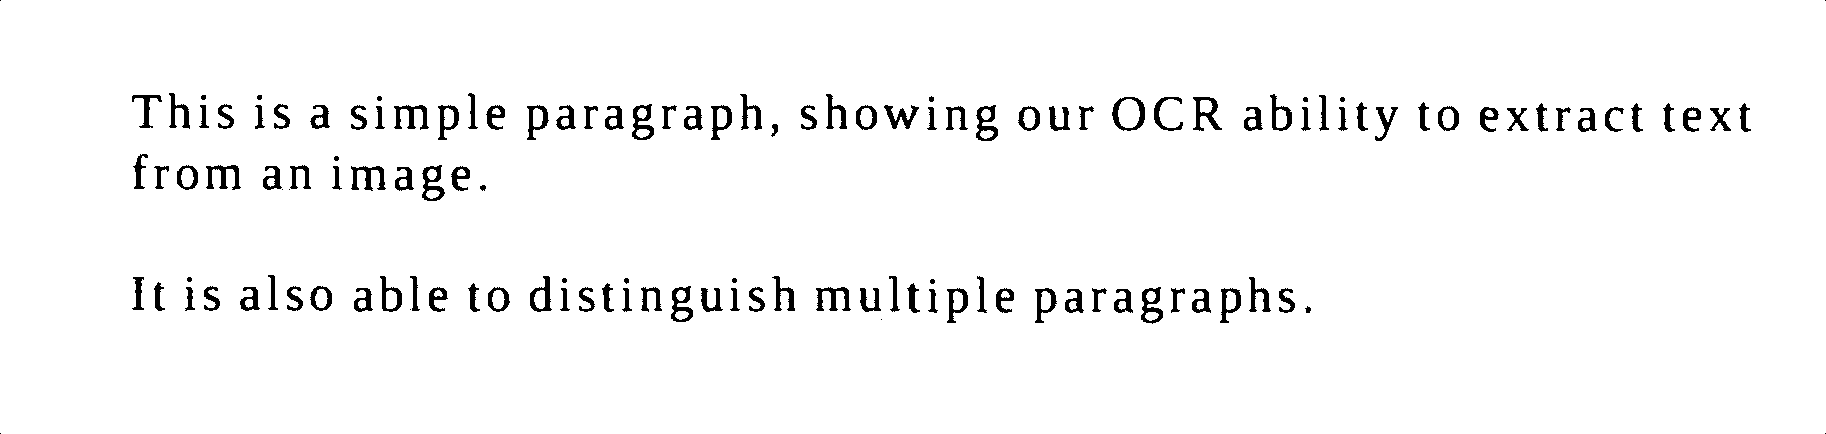 This is a simple paragraph, showing our OCR ability to extract text
from an image.

It is also able to distinguish multiple paragraphs.